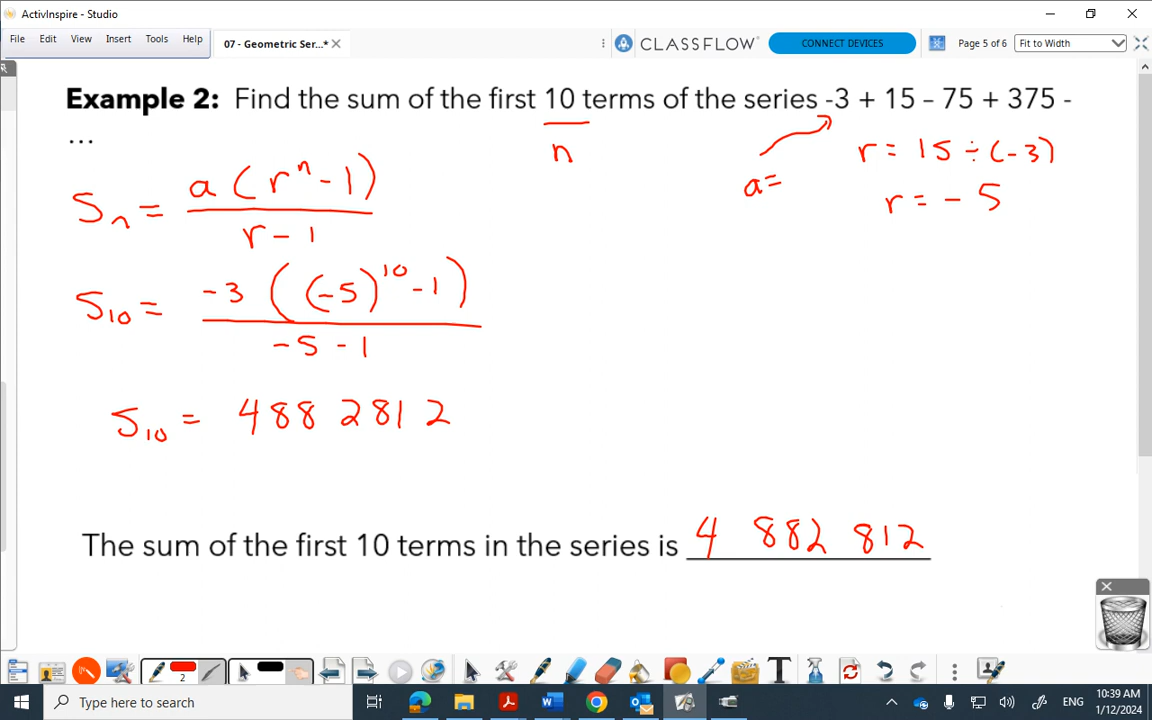 ActivInspire - Studio
File Edit View Insert Tools Help
07 - Geometric Ser...*
CLASSFLOW
CONNECT DEVICES
Page 5 of 6
Fit to Width
Example 2: Find the sum of the first 10 terms of the series -3 + 15 – 75 + 375 -
...
n
a=
r = 15 ÷ (-3)
r = - 5
Sn = a ( r^n - 1) / r - 1
S10 = -3 ( (-5)^10 - 1) / -5 - 1
S10 = 488 281 2
The sum of the first 10 terms in the series is 4 882 812
2
T
Type here to search
ENG
10:39 AM
1/12/2024